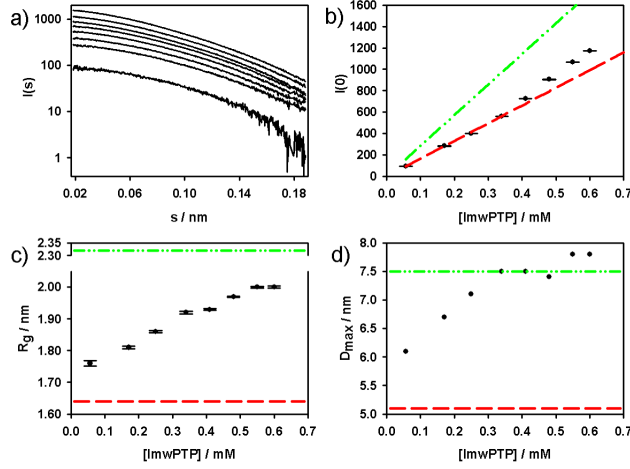 a)
1000
100
10
1
I(s)
0.02
0.06
0.10
0.14
0.18
s / nm
b)
1600
1400
1200
1000
800
600
400
200
0
I(0)
0.0 0.1 0.2 0.3 0.4 0.5 0.6 0.7
[lmwPTP] / mM
c)
2.35
2.30
2.00
1.90
1.80
1.70
1.60
Rg / nm
0.0 0.1 0.2 0.3 0.4 0.5 0.6 0.7
[lmwPTP] / mM
d)
8.0
7.5
7.0
6.5
6.0
5.5
5.0
Dmax / nm
0.0 0.1 0.2 0.3 0.4 0.5 0.6 0.7
[lmwPTP] / mM